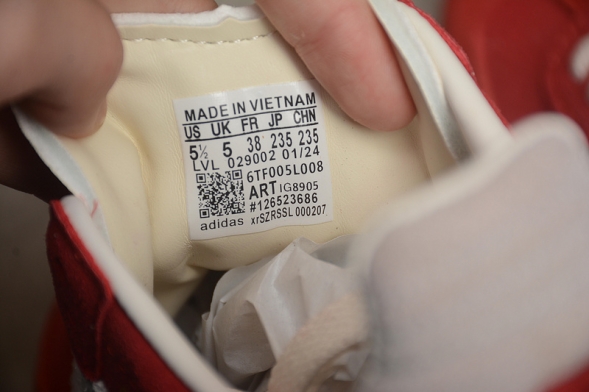 MADE IN VIETNAM
US UK FR JP CHN
5½ 5 38 235 235
LVL 029002 01/24
6TF005L008
ART IG8905
#126523686
adidas xrSZRSSL 000207